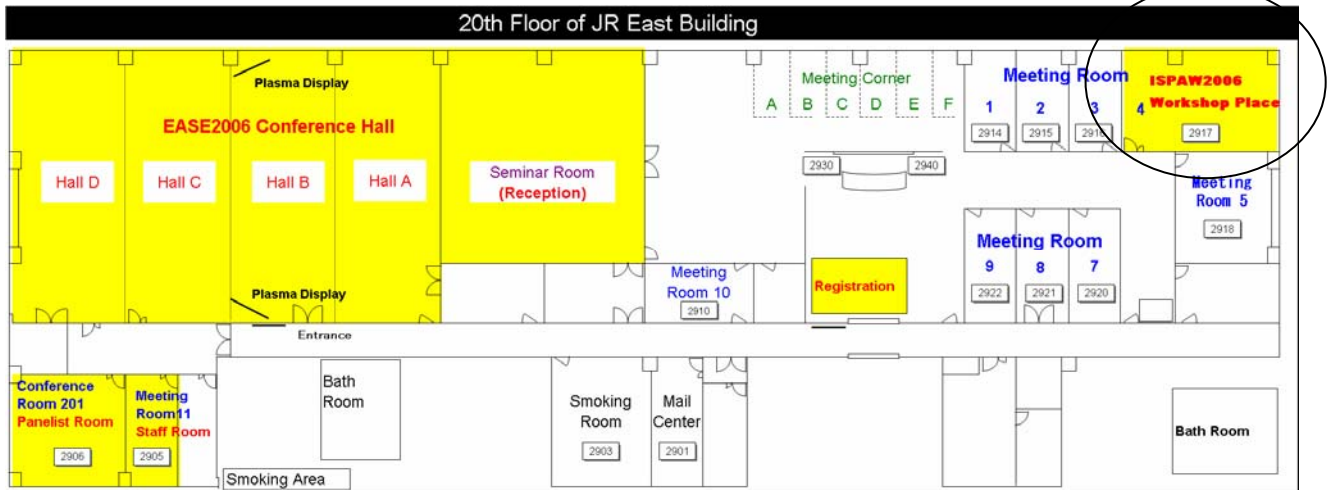 20th Floor of JR East Building
Plasma Display
EASE2006 Conference Hall
Hall D
Hall C
Hall B
Hall A
Seminar Room
(Reception)
Plasma Display
Entrance
Meeting Corner
A B C D E F
2930
2940
Meeting Room
1 2 3 4
2914
2915
2916
ISPAW2006
Workshop Place
2917
Meeting
Room 5
2918
Meeting Room
9 8 7
2922
2921
2920
Meeting
Room 10
2910
Registration
Conference
Room 201
Panelist Room
2906
Meeting
Room11
Staff Room
2905
Bath
Room
Smoking Area
Smoking
Room
2903
Mail
Center
2901
Bath Room